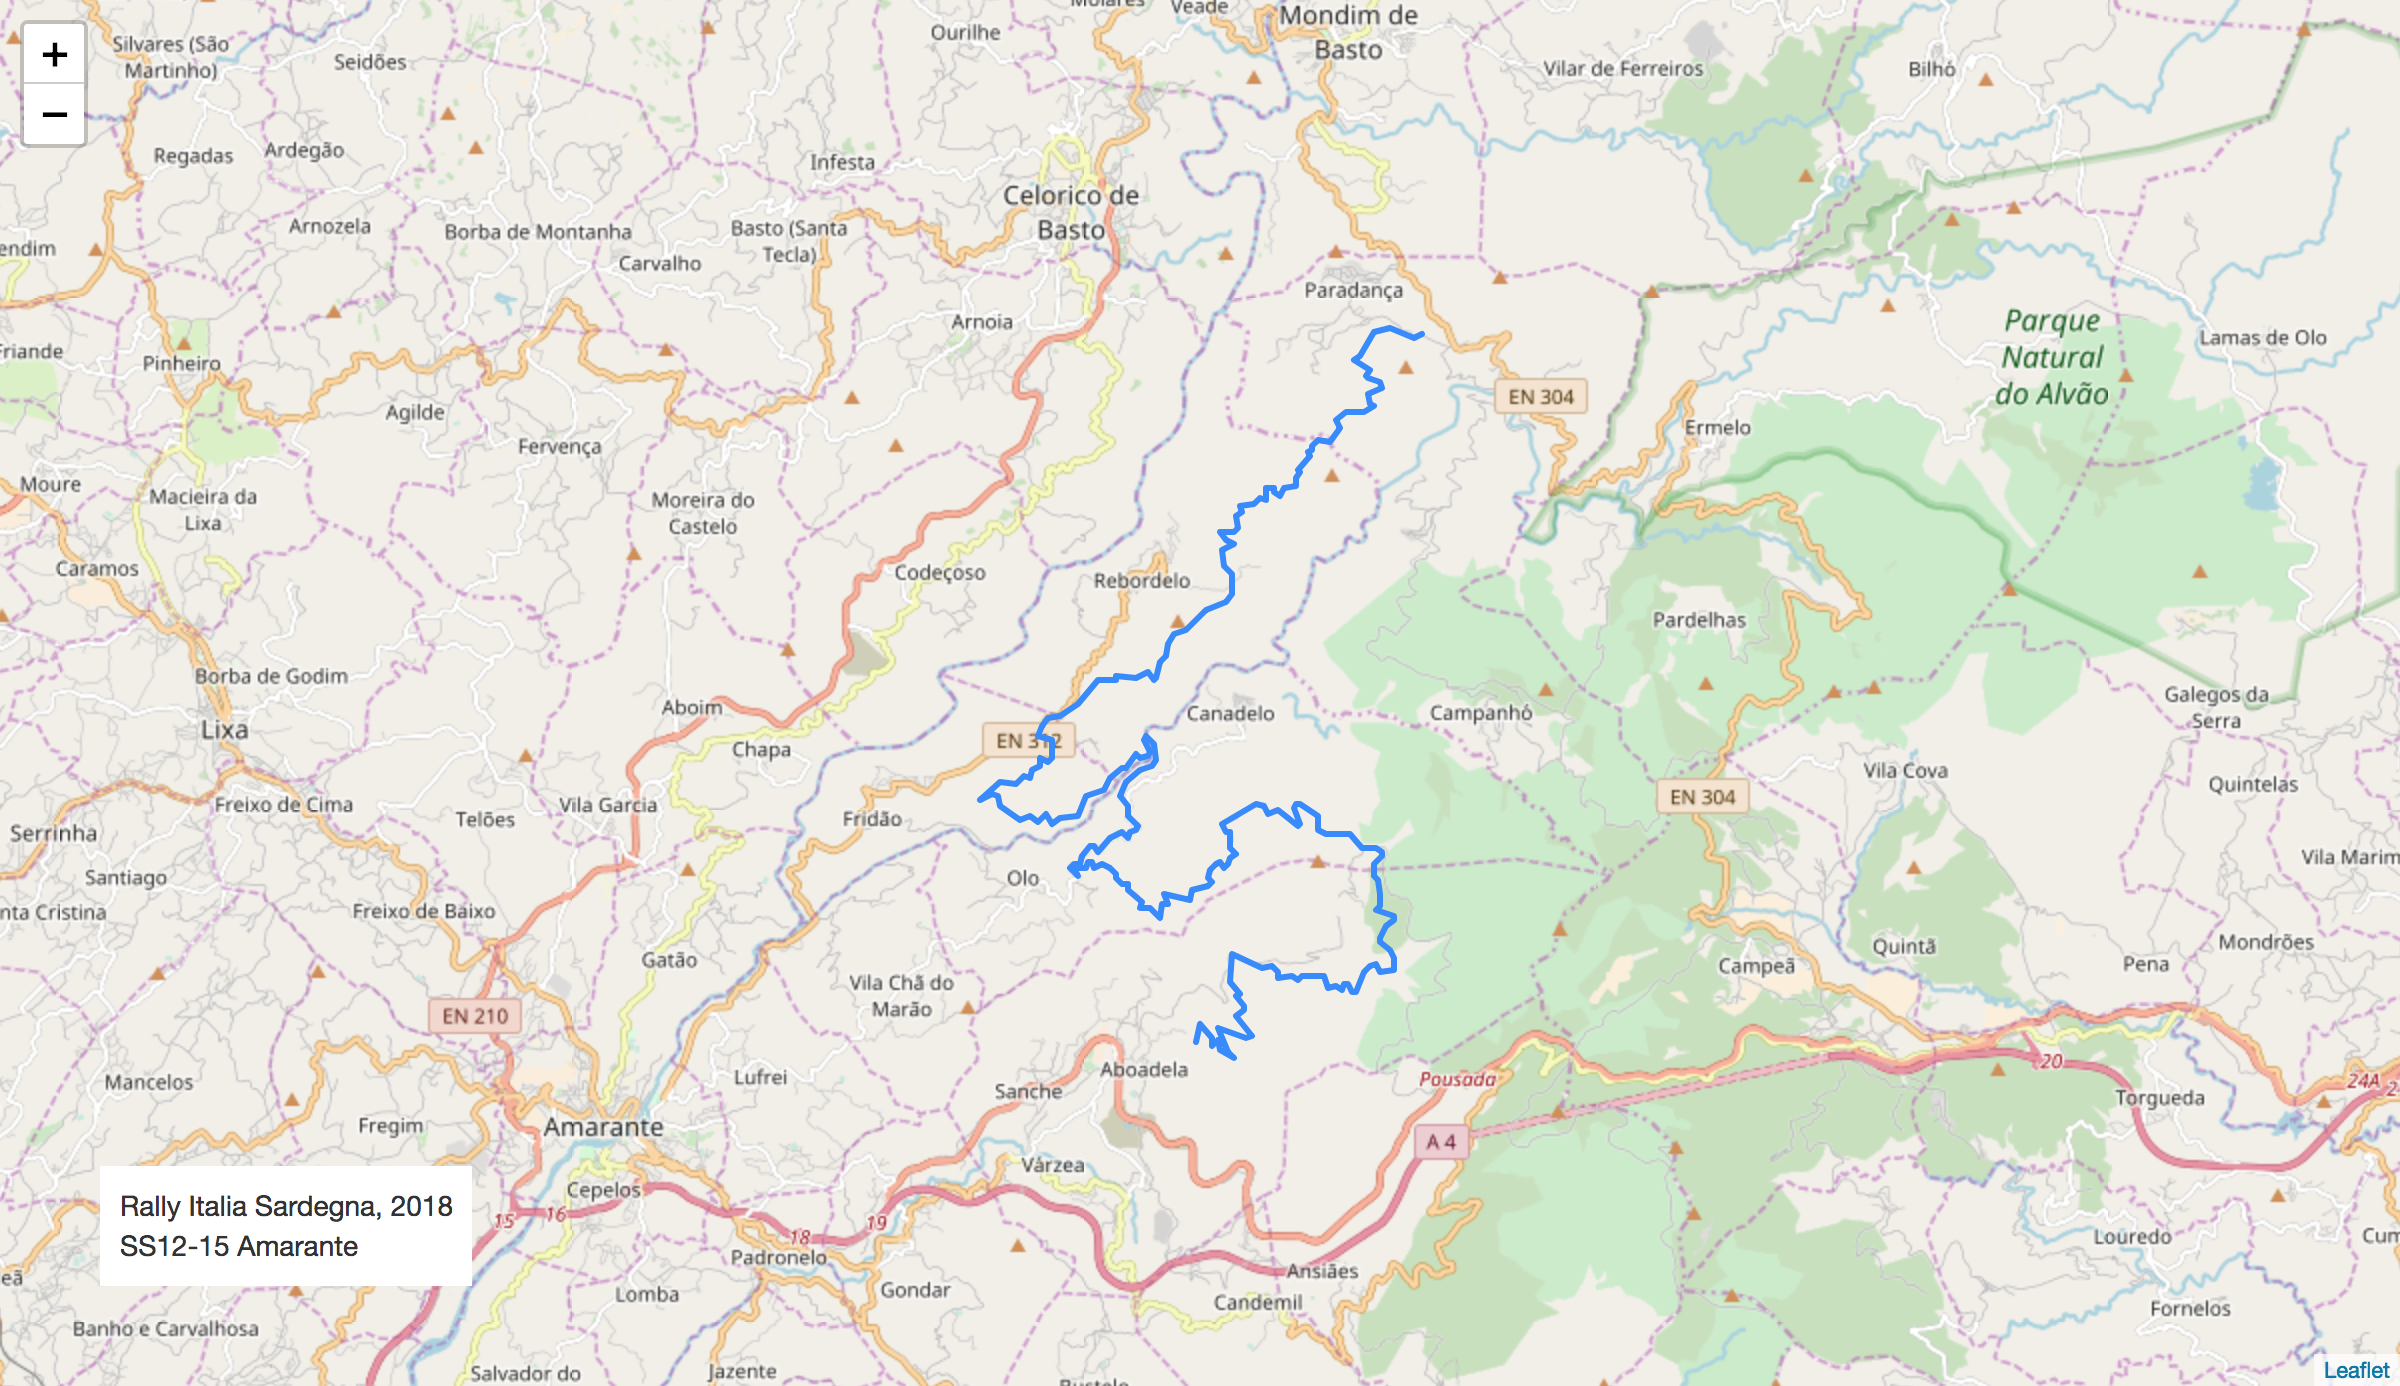 +
−
Silvares (São
Martinho)
Seidões
Ourilhe
Molares
Veade
Mondim de
Basto
Vilar de Ferreiros
Bilhó
Regadas
Ardegão
Infesta
Celorico de
Basto
Arnozela
Borba de Montanha
Basto (Santa
Tecla)
Carvalho
endim
Paradança
Arnoia
Parque
Natural
do Alvão
Lamas de Olo
Friande
Pinheiro
Agilde
Fervença
EN 304
Ermelo
Moure
Macieira da
Lixa
Moreira do
Castelo
Caramos
Codeçoso
Rebordelo
Pardelhas
Borba de Godim
Lixa
Aboim
Chapa
EN 312
Canadelo
Campanhó
Galegos da
Serra
Vila Cova
Quintelas
EN 304
Freixo de Cima
Vila Garcia
Telões
Fridão
Serrinha
Santiago
Olo
Vila Marim
nta Cristina
Freixo de Baixo
Gatão
Quintã
Mondrões
Campeã
Pena
Vila Chã do
Marão
EN 210
Mancelos
Lufrei
Sanche
Aboadela
Pousada
20
24A
2
Torgueda
Fregim
Amarante
A 4
Várzea
Cepelos
15
16
18
19
Rally Italia Sardegna, 2018
SS12-15 Amarante
Padronelo
Lomba
Gondar
Ansiães
Candemil
Louredo
Cum
eã
Fornelos
Banho e Carvalhosa
Salvador do
Jazente
Bustelo
Leaflet